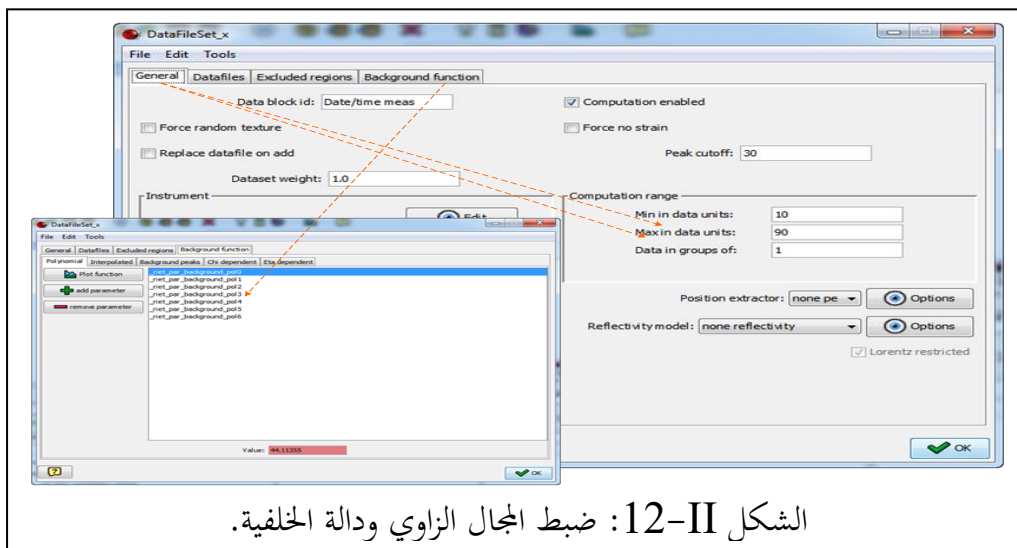 DataFileSet_x
File Edit Tools
General Datafiles Excluded regions Background function
Data block id: Date/time meas
Computation enabled
Force random texture
Force no strain
Replace datafile on add
Peak cutoff: 30
Dataset weight: 1.0
Instrument
Computation range
Min in data units: 10
Max in data units: 90
Data in groups of: 1
Position extractor: none pe
Options
Reflectivity model: none reflectivity
Options
Lorentz restricted
OK
DataFileSet_x
File Edit Tools
General Datafiles Excluded regions Background function
Polynomial Interpolated Background peaks Chi dependent Eta dependent
Plot function
add parameter
remove parameter
_riet_par_background_pol0
_riet_par_background_pol1
_riet_par_background_pol2
_riet_par_background_pol3
_riet_par_background_pol4
_riet_par_background_pol5
_riet_par_background_pol6
Value: 44.11355
OK
الشكل II-12: ضبط المجال الزاوي ودالة الخلفية.